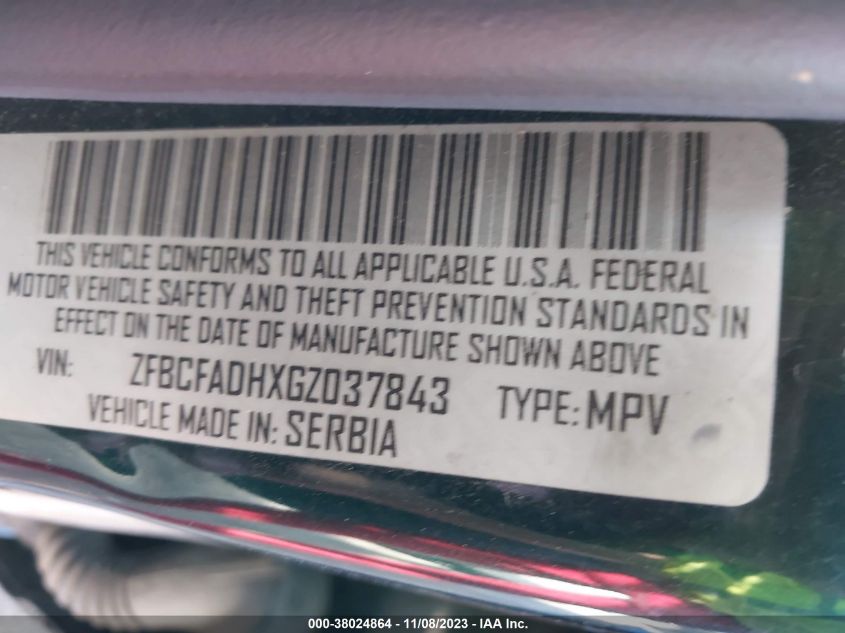 THIS VEHICLE CONFORMS TO ALL APPLICABLE U.S.A. FEDERAL
MOTOR VEHICLE SAFETY AND THEFT PREVENTION STANDARDS IN
EFFECT ON THE DATE OF MANUFACTURE SHOWN ABOVE
VIN: ZFBCFADHXGZ037843 TYPE: MPV
VEHICLE MADE IN: SERBIA
000-38024864 - 11/08/2023 - IAA Inc.